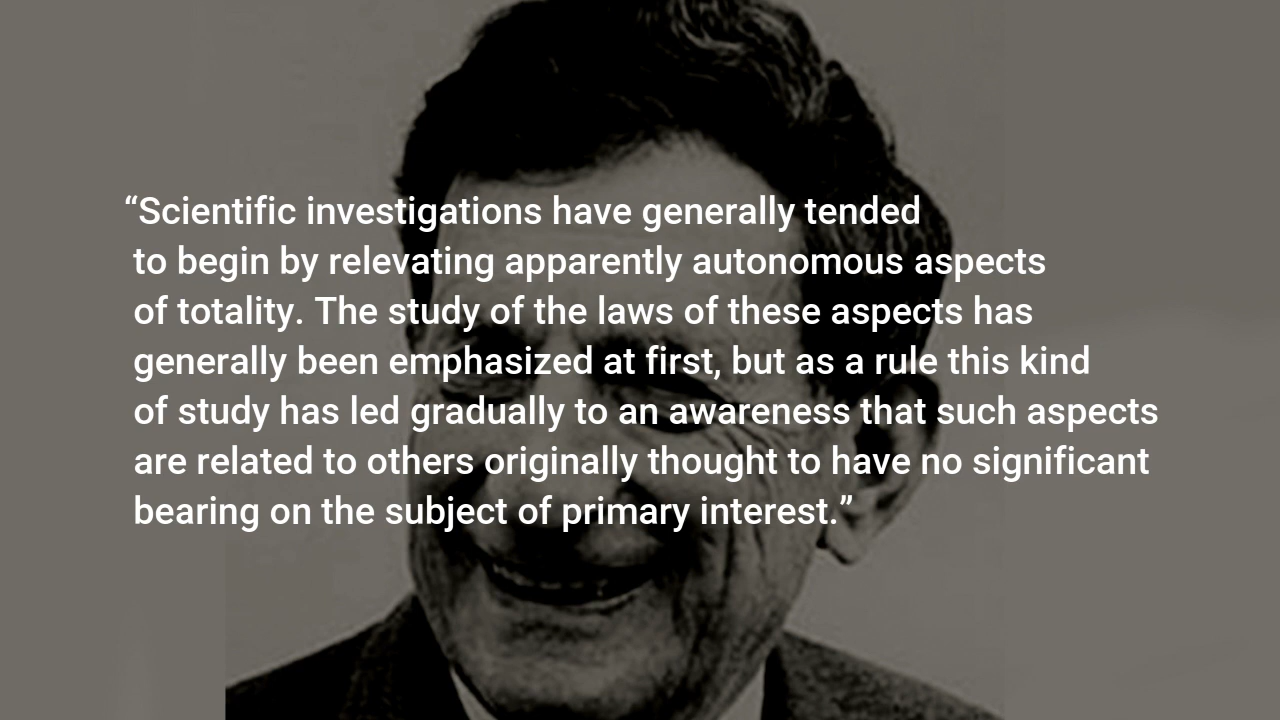 “Scientific investigations have generally tended
to begin by relevating apparently autonomous aspects
of totality. The study of the laws of these aspects has
generally been emphasized at first, but as a rule this kind
of study has led gradually to an awareness that such aspects
are related to others originally thought to have no significant
bearing on the subject of primary interest.”